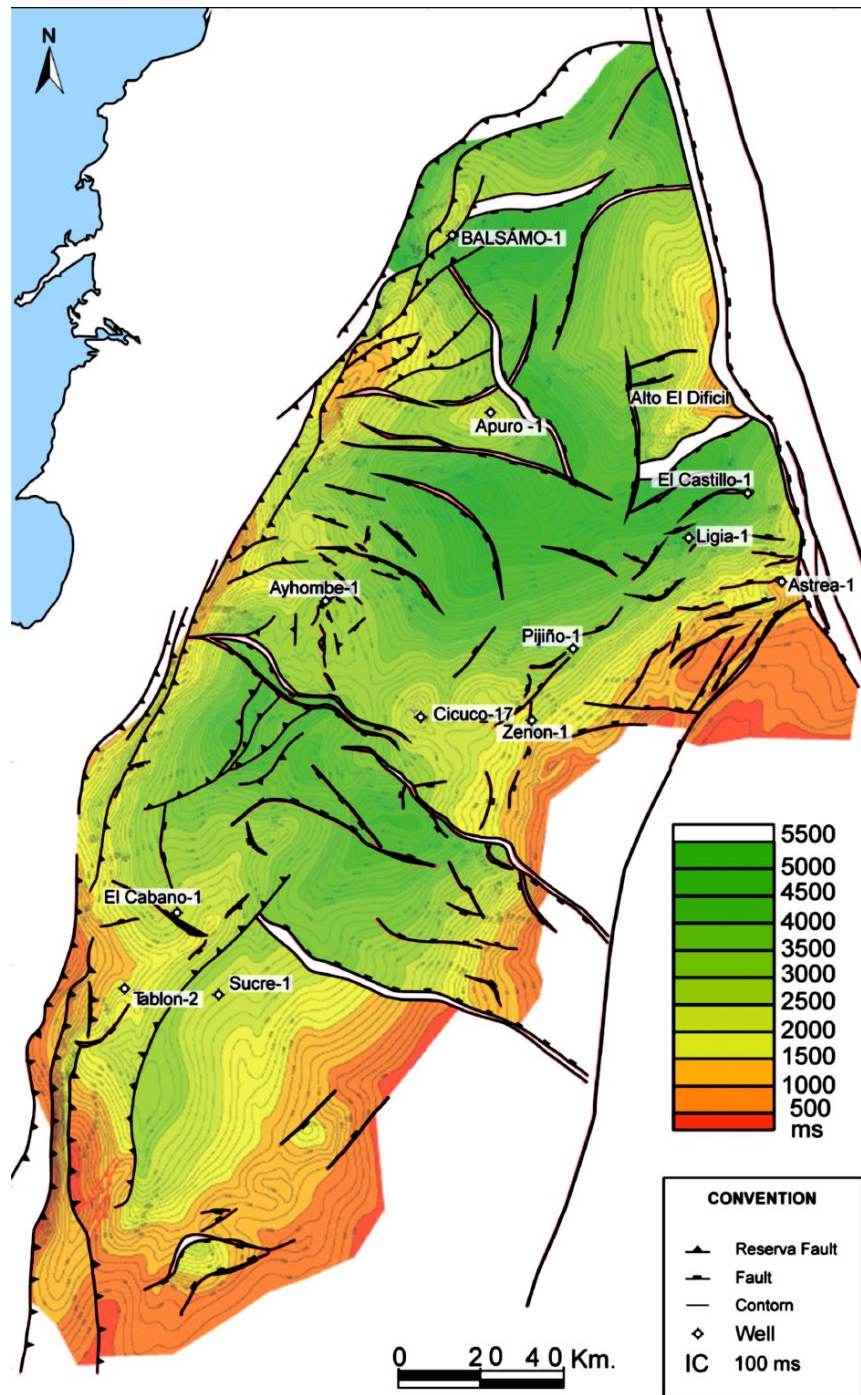 N
BALSÁMO-1
Alto El Dificil
Apuro -1
El Castillo-1
Ligia-1
Astrea-1
Ayhombe-1
Pijiño-1
Cicuco-17
Zenon-1
El Cabano-1
Tablon-2
Sucre-1
5500
5000
4500
4000
3500
3000
2500
2000
1500
1000
500
ms
CONVENTION
Reserva Fault
Fault
Contorn
Well
IC 100 ms
0 20 40 Km.